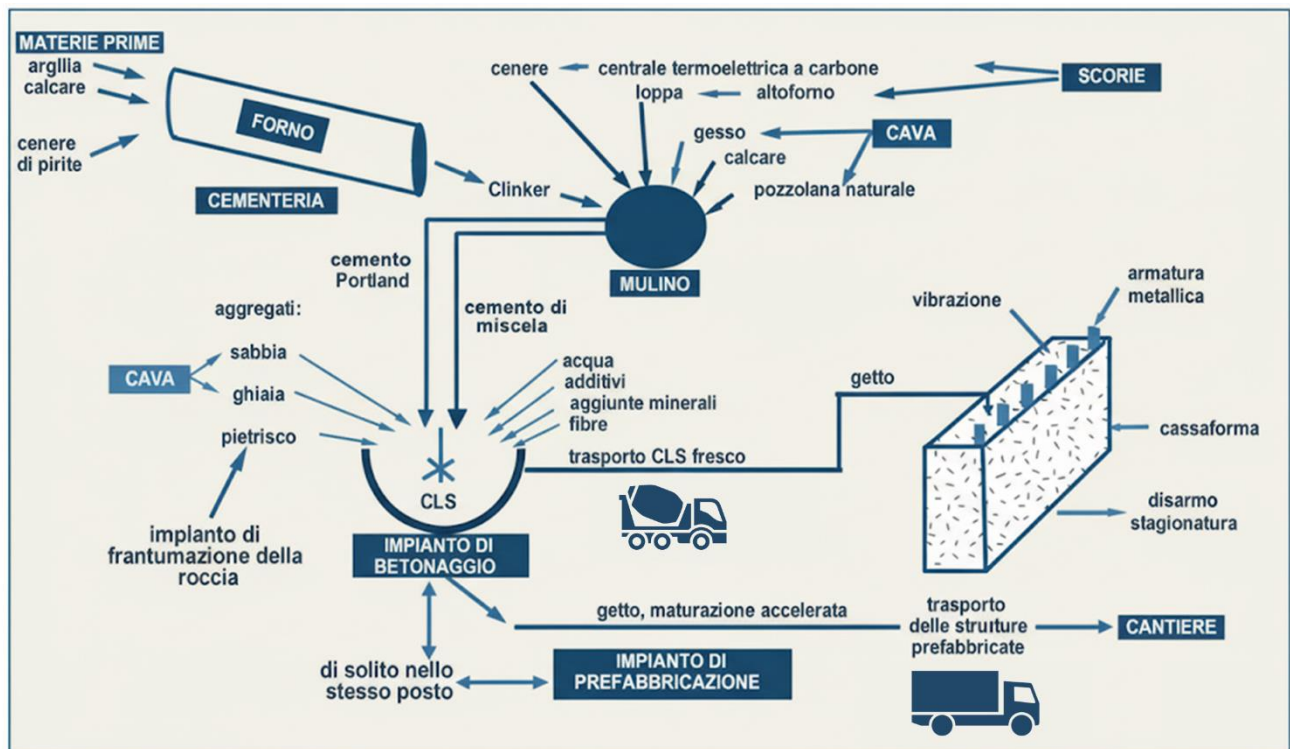 MATERIE PRIME
argllia
calcare
cenere
di pirite
FORNO
CEMENTERIA
Clinker
cenere
centrale termoelettrica a carbone
SCORIE
loppa
altoforno
gesso
CAVA
calcare
pozzolana naturale
MULINO
cemento
Portland
cemento di
miscela
aggregati:
CAVA
sabbia
ghiaia
pietrisco
impianto di
frantumazione della
roccia
acqua
additivi
aggiunte minerali
fibre
CLS
IMPIANTO DI
BETONAGGIO
trasporto CLS fresco
getto
vibrazione
armatura
metallica
cassaforma
disarmo
stagionatura
getto, maturazione accelerata
trasporto
delle struiture
prefabbricate
CANTIERE
di solito nello
stesso posto
IMPIANTO DI
PREFABBRICAZIONE